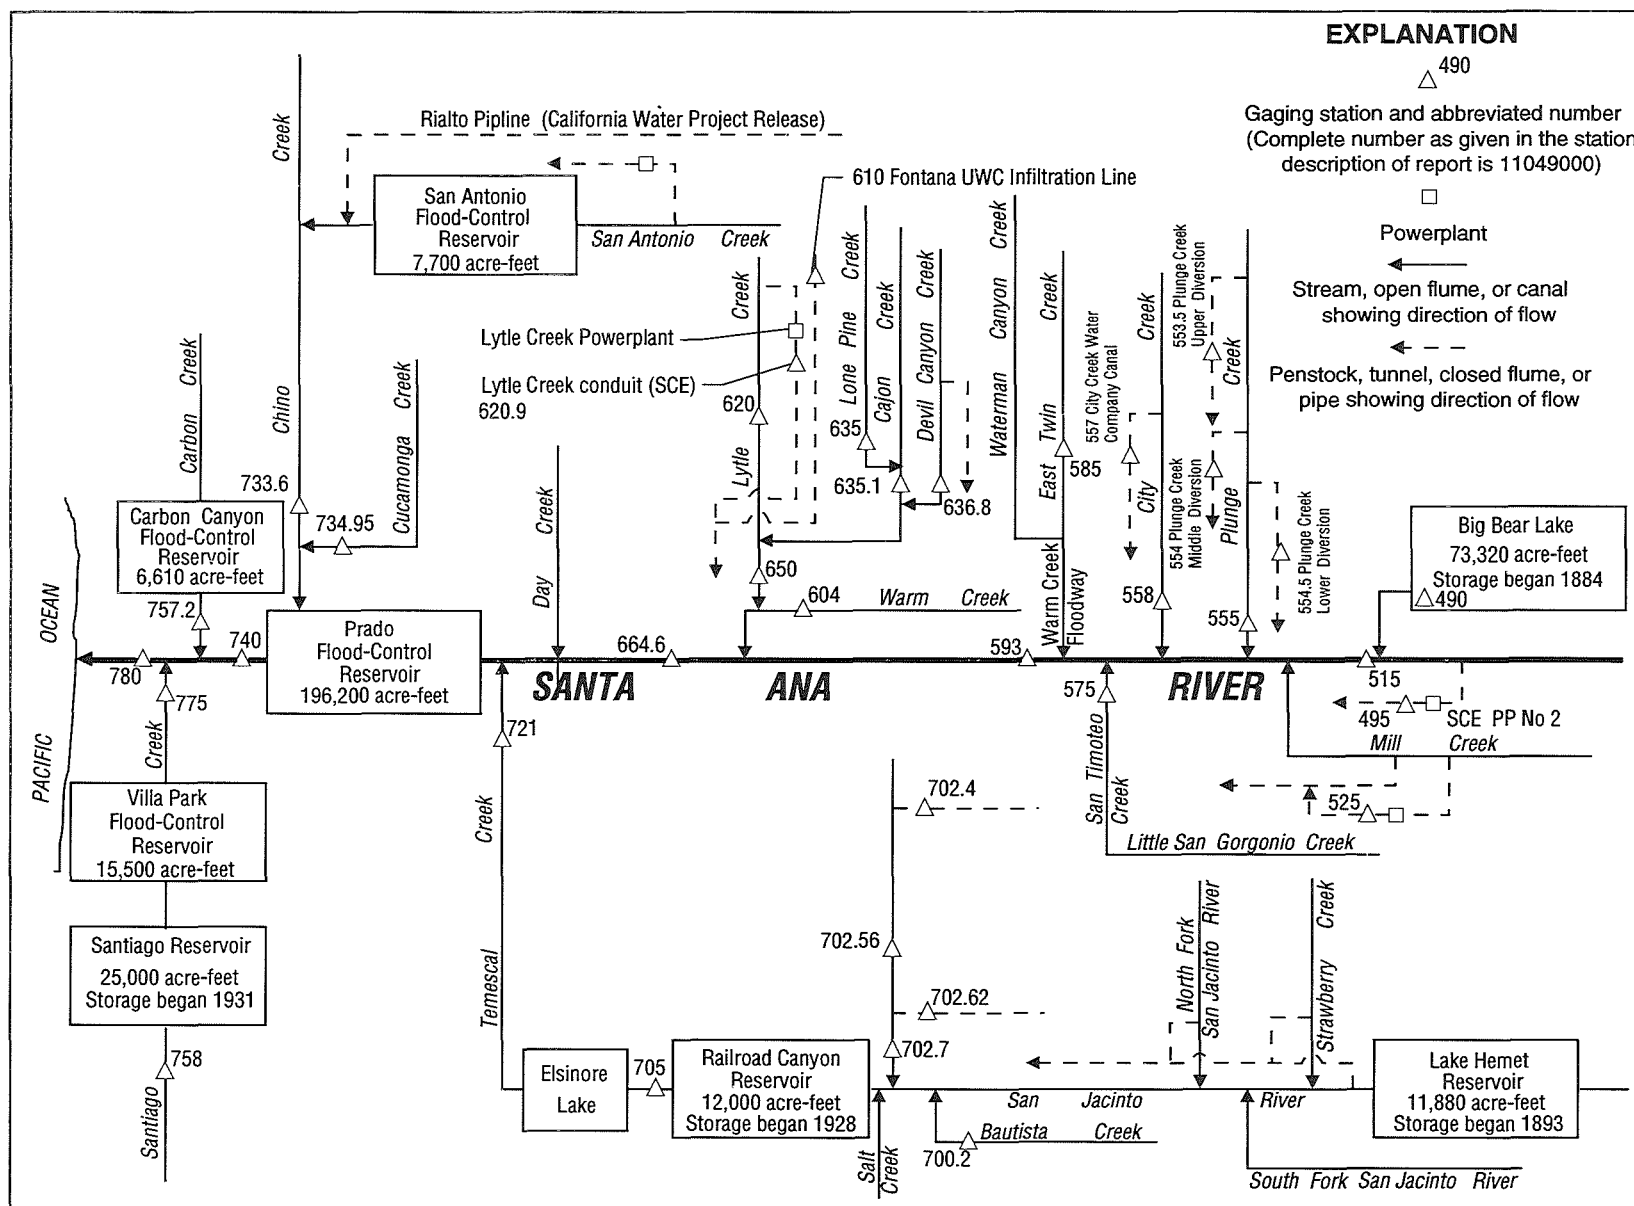 EXPLANATION
490
Gaging station and abbreviated number
(Complete number as given in the station
description of report is 11049000)
Powerplant
Stream, open flume, or canal
showing direction of flow
Penstock, tunnel, closed flume, or
pipe showing direction of flow
Rialto Pipline (California Water Project Release)
Creek
Chino
San Antonio
Flood-Control
Reservoir
7,700 acre-feet
San Antonio Creek
610 Fontana UWC Infiltration Line
Lytle Creek Powerplant
Lytle Creek conduit (SCE)
620.9
Lytle Creek
620
Lone Pine Creek
635
Cajon Creek
635.1
Devil Canyon Creek
636.8
Waterman Canyon Creek
East Twin Creek
585
557 City Creek Water
Company Canal
City Creek
558
553.5 Plunge Creek
Upper Diversion
554 Plunge Creek
Middle Diversion
Plunge Creek
554.5 Plunge Creek
Lower Diversion
555
Big Bear Lake
73,320 acre-feet
Storage began 1884
490
Carbon Creek
733.6
734.95
Cucamonga Creek
Carbon Canyon
Flood-Control
Reservoir
6,610 acre-feet
757.2
Day Creek
650
604
Warm Creek
Warm Creek
Floodway
PACIFIC OCEAN
740
780
775
Prado
Flood-Control
Reservoir
196,200 acre-feet
664.6
593
SANTA ANA RIVER
515
495
SCE PP No 2
Mill Creek
525
575
San Timoteo
Creek
Little San Gorgonio Creek
721
Temescal Creek
Creek
Villa Park
Flood-Control
Reservoir
15,500 acre-feet
Santiago Reservoir
25,000 acre-feet
Storage began 1931
758
Santiago
702.4
702.56
702.62
702.7
North Fork
San Jacinto River
Strawberry Creek
Elsinore
Lake
705
Railroad Canyon
Reservoir
12,000 acre-feet
Storage began 1928
Lake Hemet
Reservoir
11,880 acre-feet
Storage began 1893
San Jacinto River
Bautista Creek
700.2
Salt
Creek
South Fork San Jacinto River